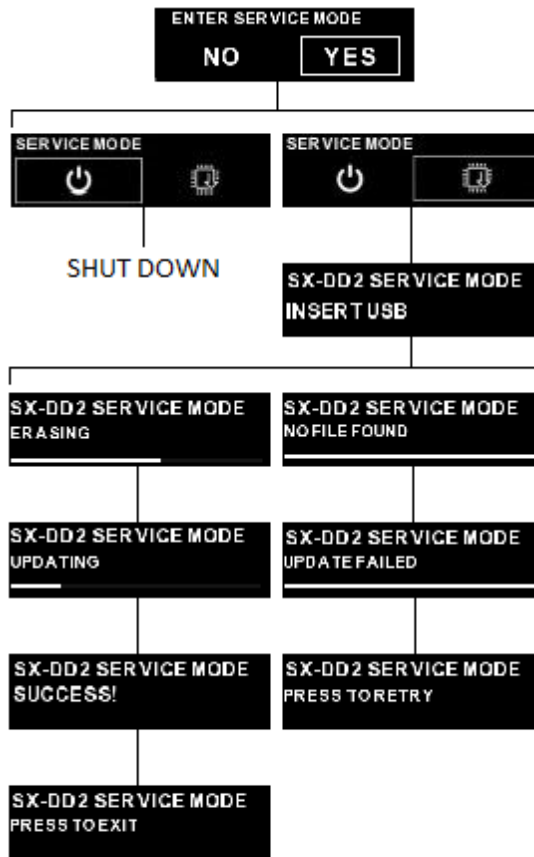 ENTER SERVICE MODE
NO YES
SERVICE MODE
SERVICE MODE
SHUT DOWN
SX-DD2 SERVICE MODE
INSERT USB
SX-DD2 SERVICE MODE
ERASING
SX-DD2 SERVICE MODE
NO FILE FOUND
SX-DD2 SERVICE MODE
UPDATING
SX-DD2 SERVICE MODE
UPDATE FAILED
SX-DD2 SERVICE MODE
SUCCESS!
SX-DD2 SERVICE MODE
PRESS TO RETRY
SX-DD2 SERVICE MODE
PRESS TO EXIT